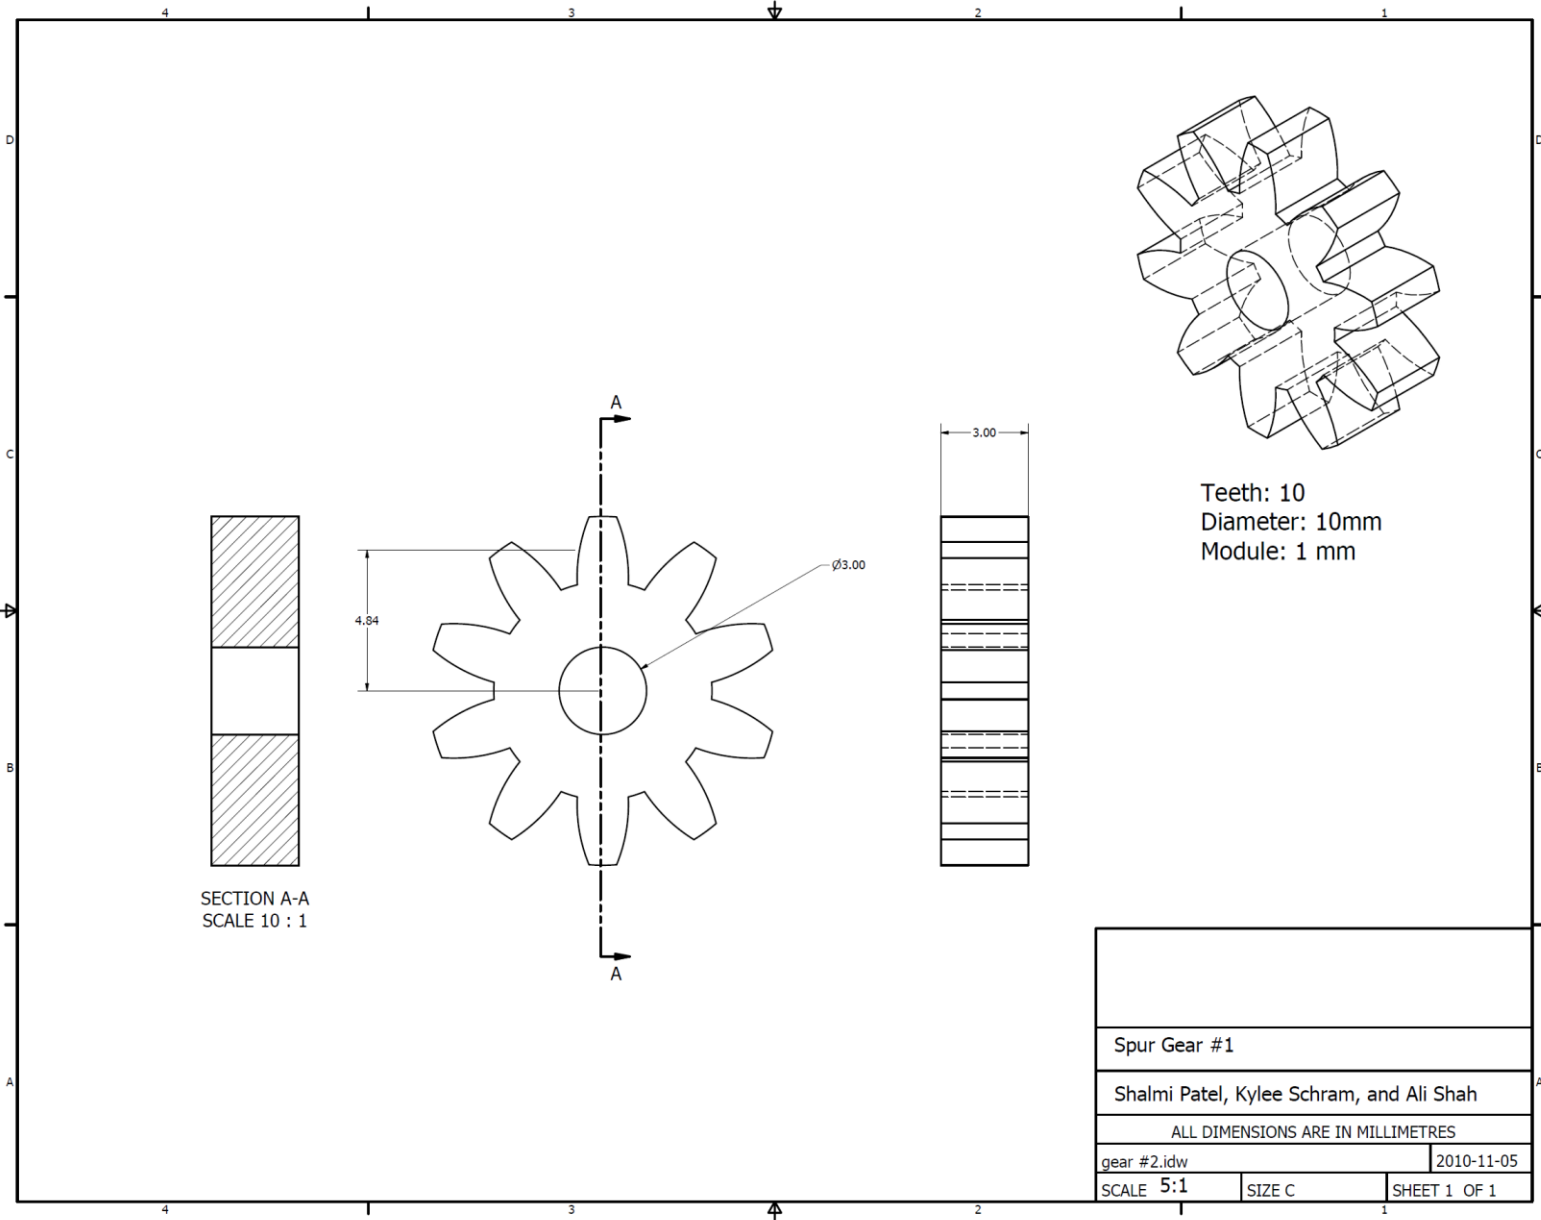 4 3 2 1
D D
C C
B B
A A
A
3.00
Teeth: 10
Diameter: 10mm
Module: 1 mm
Ø3.00
4.84
SECTION A-A
SCALE 10 : 1
A
Spur Gear #1
Shalmi Patel, Kylee Schram, and Ali Shah
ALL DIMENSIONS ARE IN MILLIMETRES
gear #2.idw 2010-11-05
SCALE 5:1 SIZE C SHEET 1 OF 1
4 3 2 1